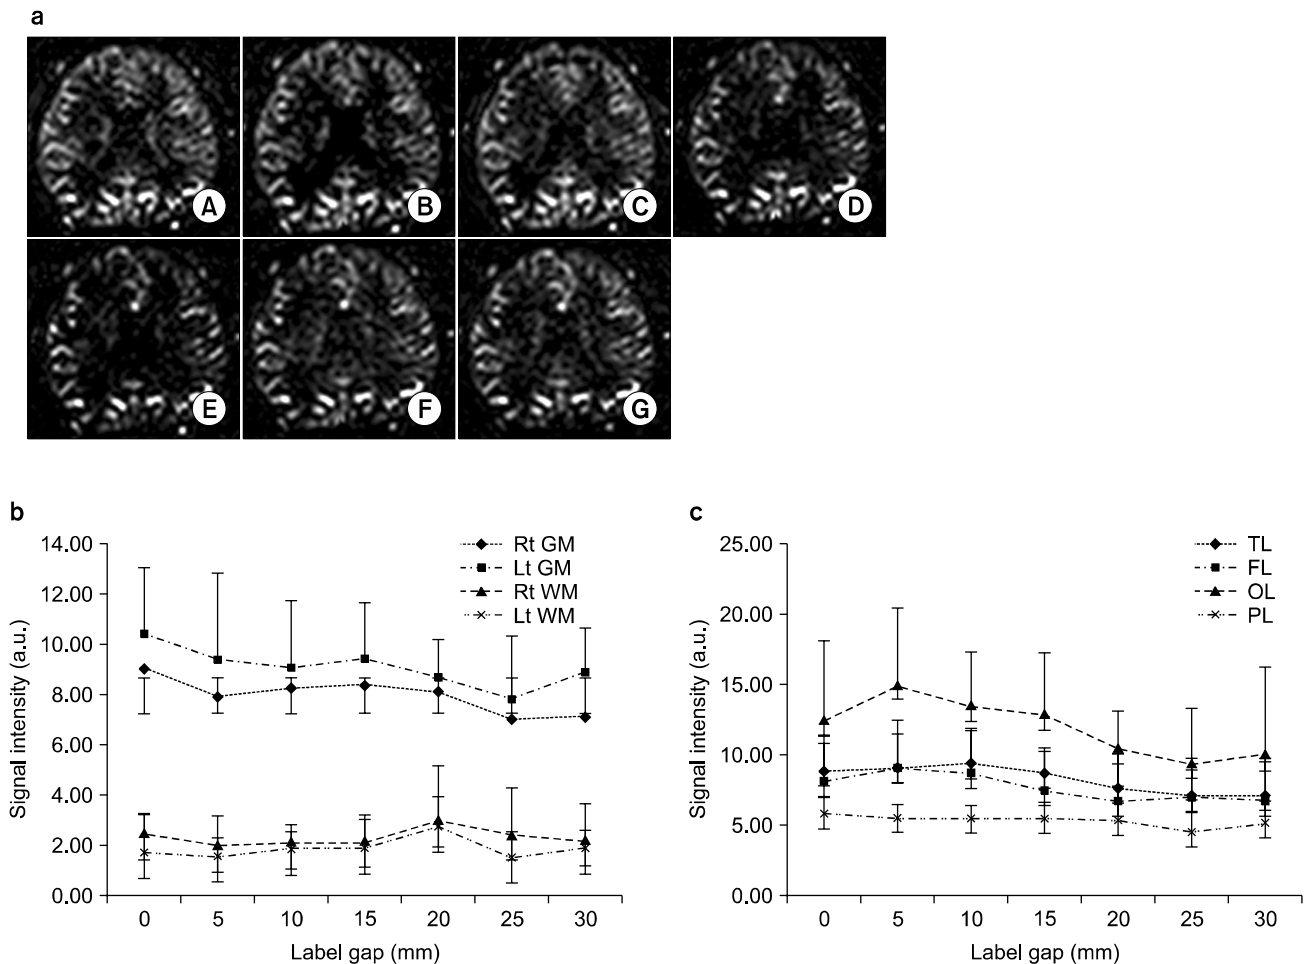 a
A B C D
E F G
b
14.00
12.00
10.00
8.00
6.00
4.00
2.00
0.00
Signal intensity (a.u.)
Rt GM
Lt GM
Rt WM
Lt WM
0 5 10 15 20 25 30
Label gap (mm)
c
25.00
20.00
15.00
10.00
5.00
0.00
Signal intensity (a.u.)
TL
FL
OL
PL
0 5 10 15 20 25 30
Label gap (mm)